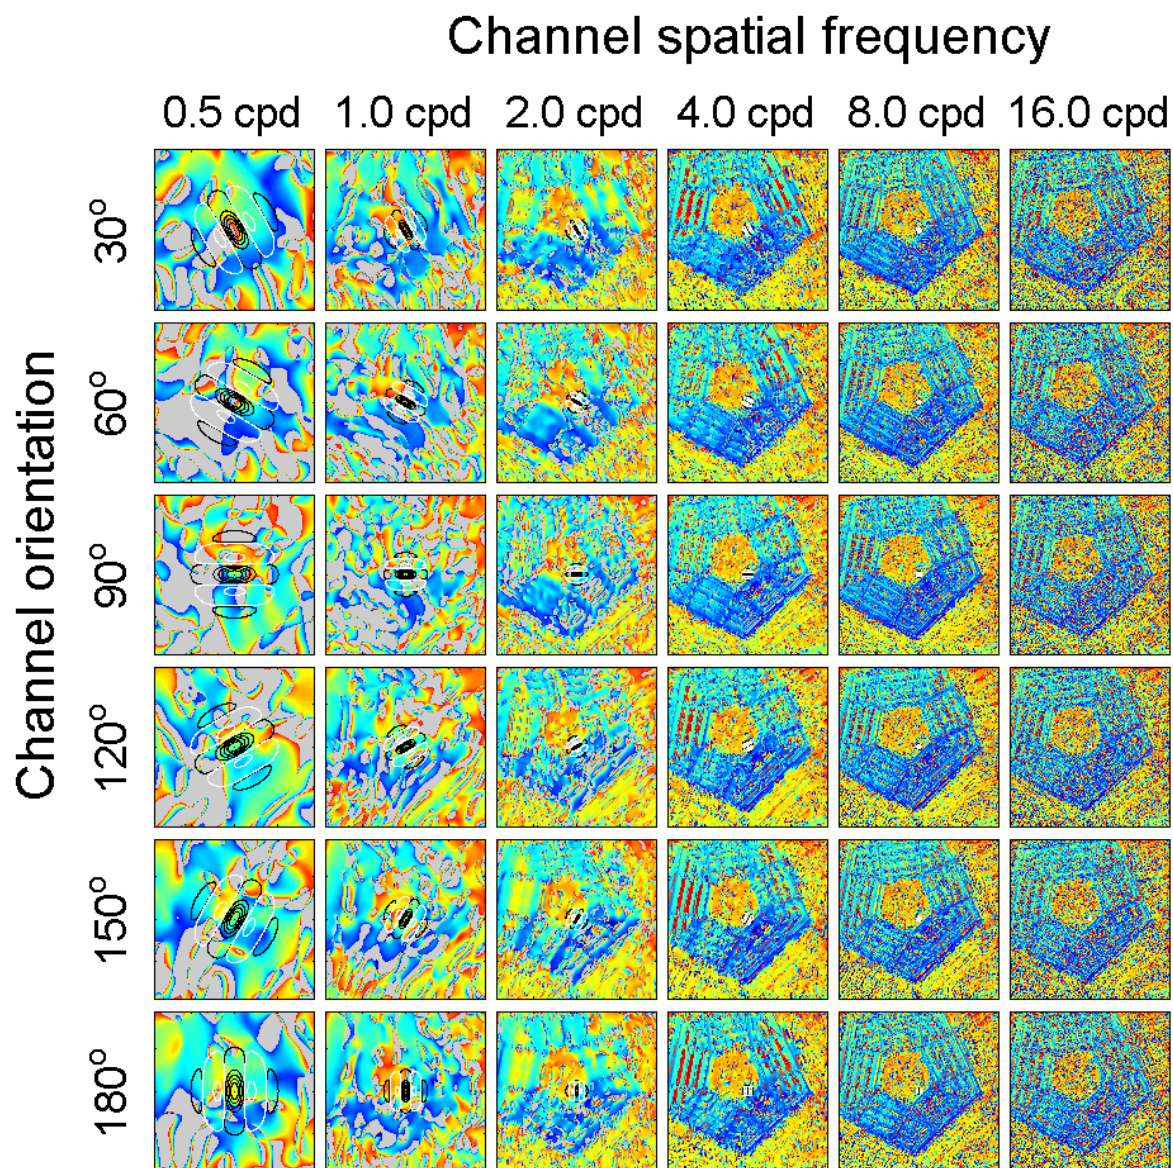 Channel spatial frequency
0.5 cpd 1.0 cpd 2.0 cpd 4.0 cpd 8.0 cpd 16.0 cpd
Channel orientation
30°
60°
90°
120°
150°
180°